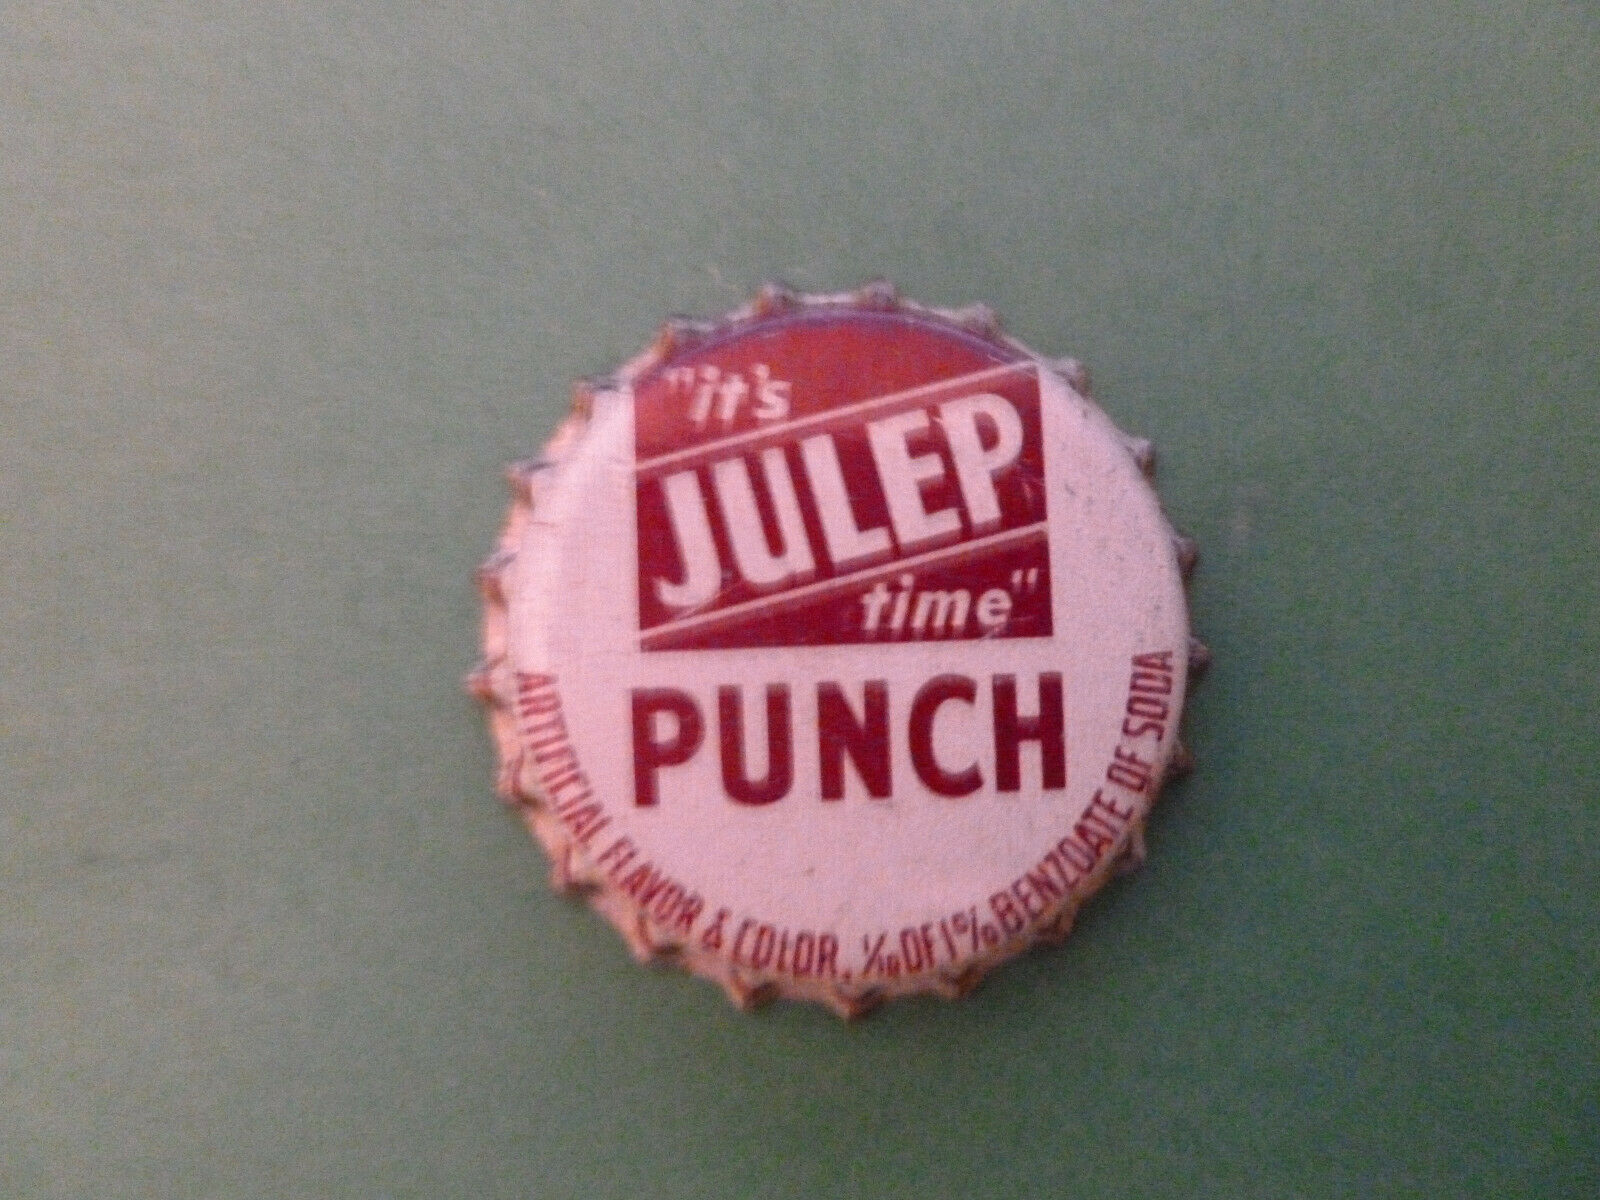 "it's
JULEP
time"
PUNCH
ARTIFICIAL FLAVOR & COLOR, 1/10 OF 1% BENZOATE OF SODA